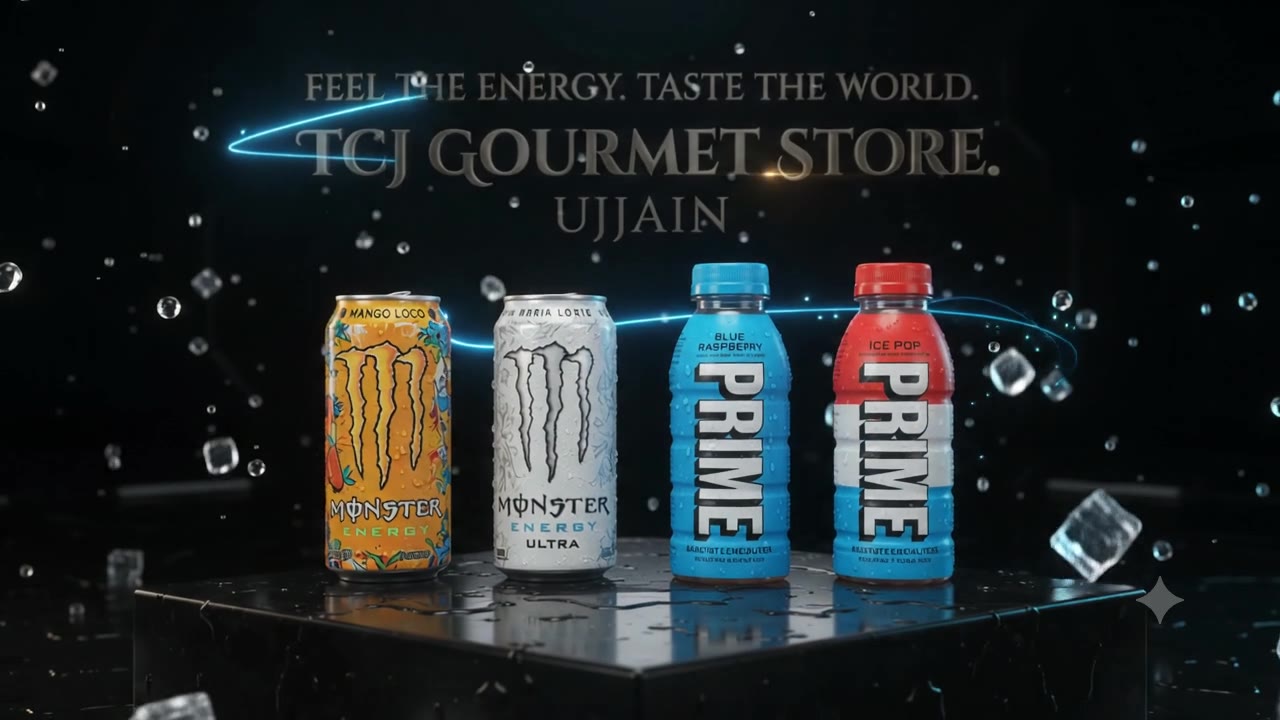 FEEL THE ENERGY. TASTE THE WORLD.
TCJ GOURMET STORE.
UJJAIN
MANGO LOCO
MONSTER
ENERGY
MONSTER
ENERGY
ULTRA
BLUE
RASPBERRY
PRIME
ICE POP
PRIME